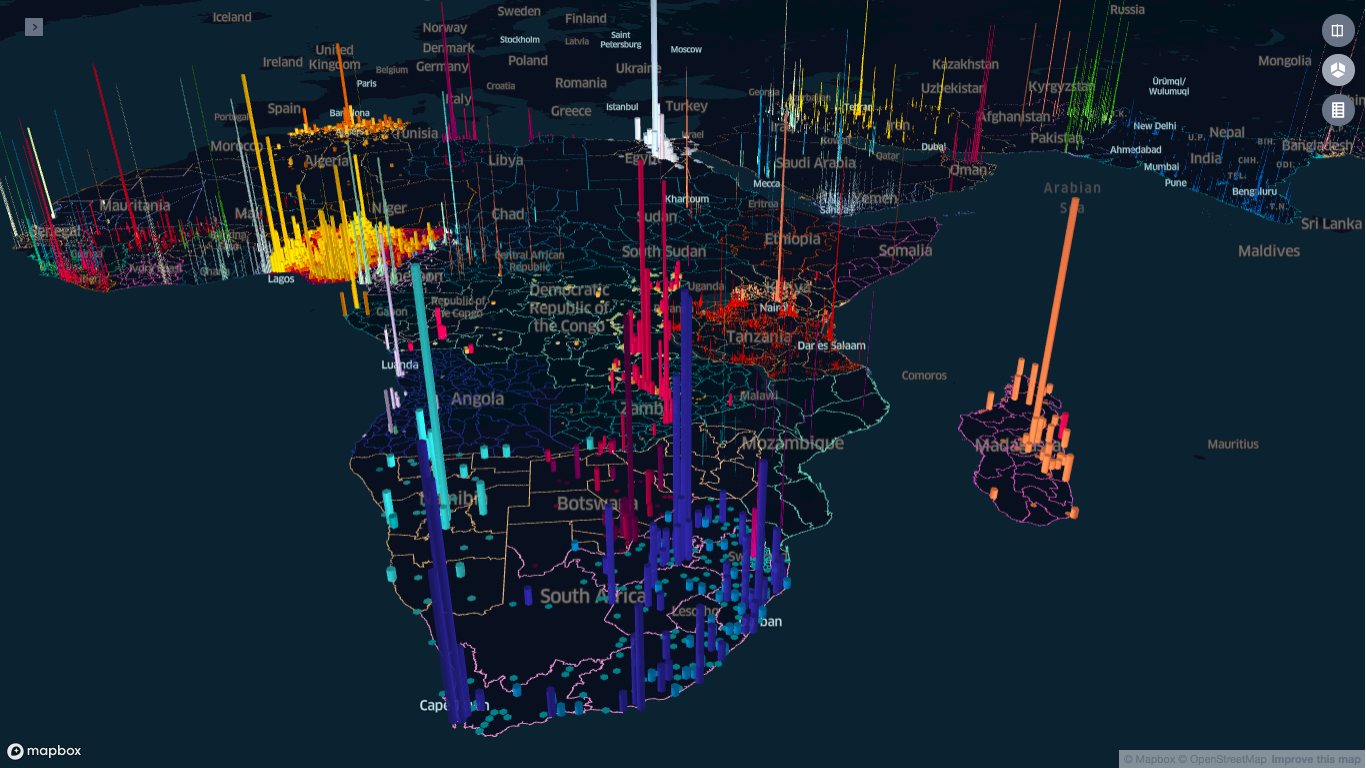 Iceland
Sweden
Finland
Russia
Norway
Stockholm
Latvia
Saint
Petersburg
Moscow
Denmark
United
Kingdom
Ireland
Belgium
Germany
Poland
Ukraine
Kazakhstan
Mongolia
Paris
Croatia
Romania
Uzbekistan
Kyrgyzstan
Ürümqi/
Wulumuqi
Spain
Portugal
Italy
Greece
Istanbul
Turkey
Georgia
Tehran
Iran
Afghanistan
New Delhi
Nepal
Morocco
Algeria
Tunisia
Libya
Egypt
Saudi Arabia
Kuwait
Qatar
Dubai
Pakistan
Ahmedabad
U.P.
BIH.
Bangladesh
India
CHH.
ODI.
TEL.
Mumbai
Pune
Bengaluru
T.N.
Oman
Mecca
Arabian
Sea
Mauritania
Mali
Niger
Chad
Khartoum
Sudan
Eritrea
Yemen
Senegal
Sri Lanka
Ethiopia
Somalia
Maldives
South Sudan
Central African
Republic
Lagos
Cameroon
Uganda
Democratic
Republic of
the Congo
Republic of
the Congo
Gabon
Nairobi
Tanzania
Dar es Salaam
Luanda
Comoros
Angola
Malawi
Zambia
Mozambique
Madagascar
Mauritius
Namibia
Botswana
South Africa
Lesotho
Durban
Cape Town
mapbox
© Mapbox © OpenStreetMap Improve this map